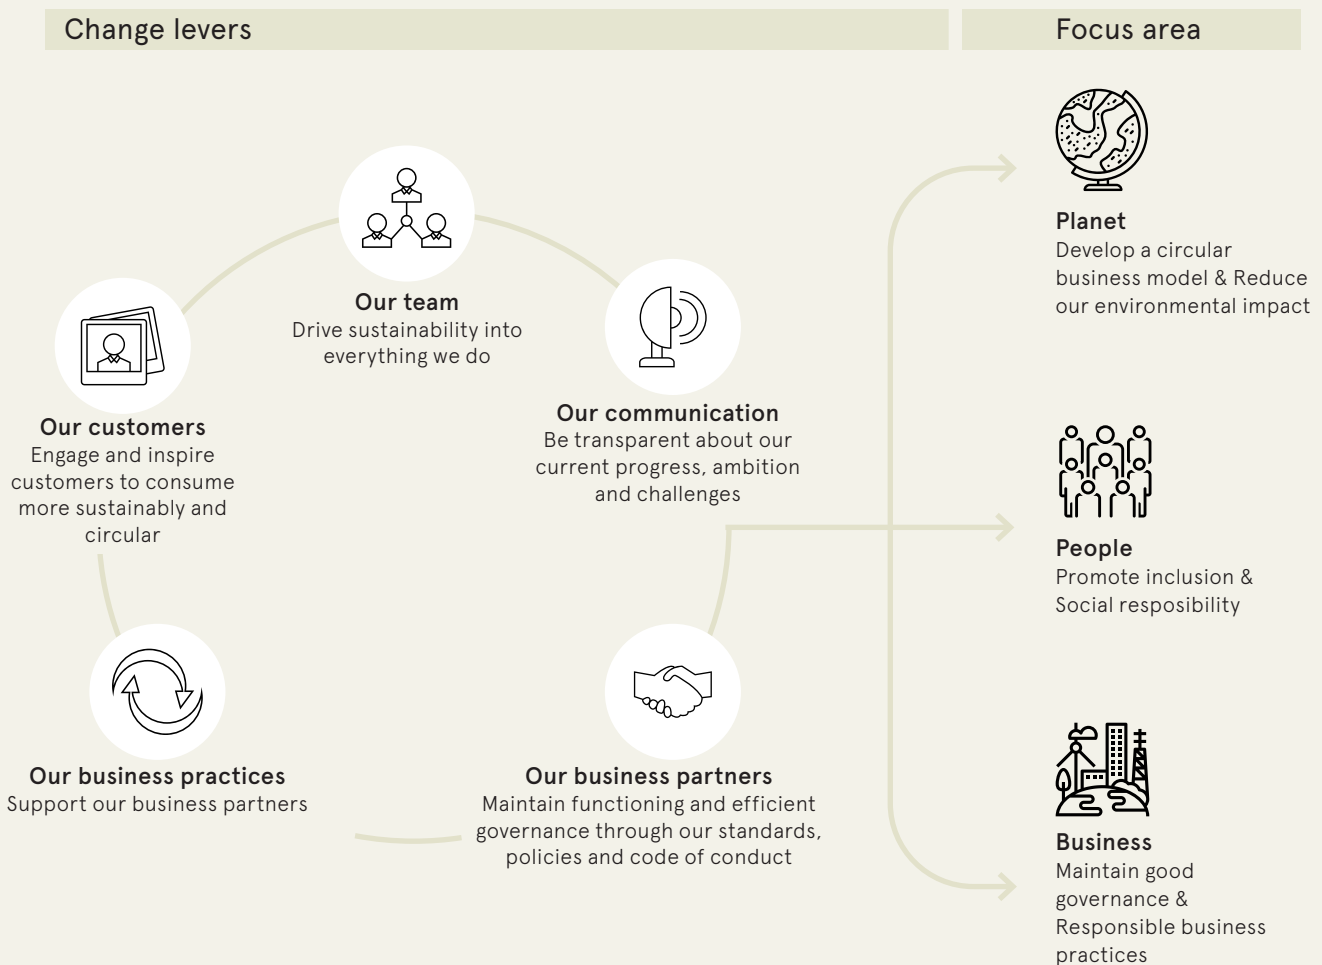 Change levers
Focus area
Our team
Drive sustainability into
everything we do
Our customers
Engage and inspire
customers to consume
more sustainably and
circular
Our communication
Be transparent about our
current progress, ambition
and challenges
Our business practices
Support our business partners
Our business partners
Maintain functioning and efficient
governance through our standards,
policies and code of conduct
Planet
Develop a circular
business model & Reduce
our environmental impact
People
Promote inclusion &
Social resposibility
Business
Maintain good
governance &
Responsible business
practices